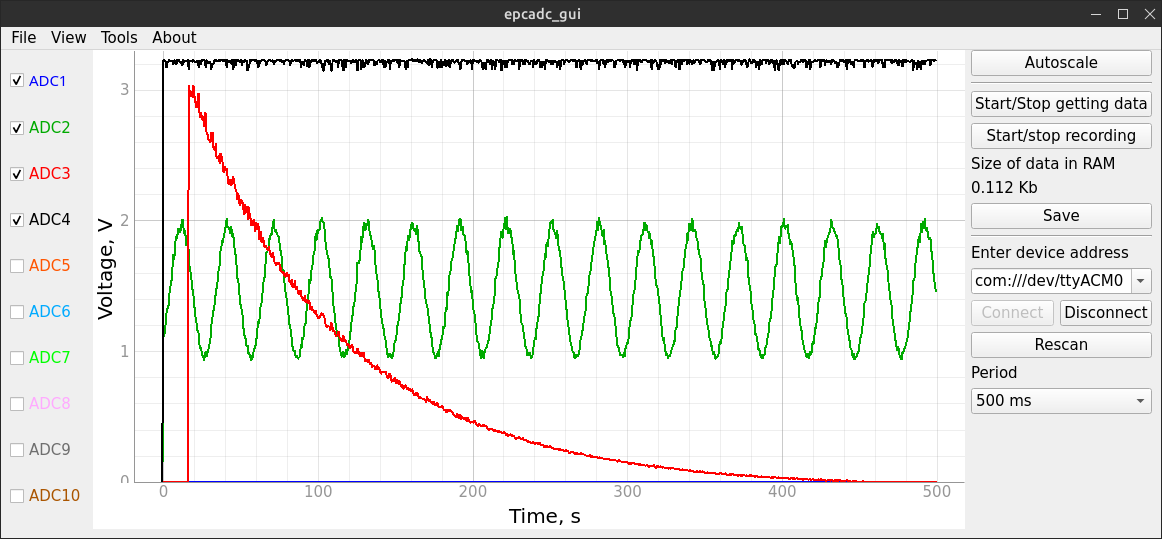 epcadc_gui
File View Tools About
ADC1
ADC2
ADC3
ADC4
ADC5
ADC6
ADC7
ADC8
ADC9
ADC10
Voltage, V
3
2
1
0
0 100 200 300 400 500
Time, s
Autoscale
Start/Stop getting data
Start/stop recording
Size of data in RAM
0.112 Kb
Save
Enter device address
com:///dev/ttyACM0
Connect Disconnect
Rescan
Period
500 ms